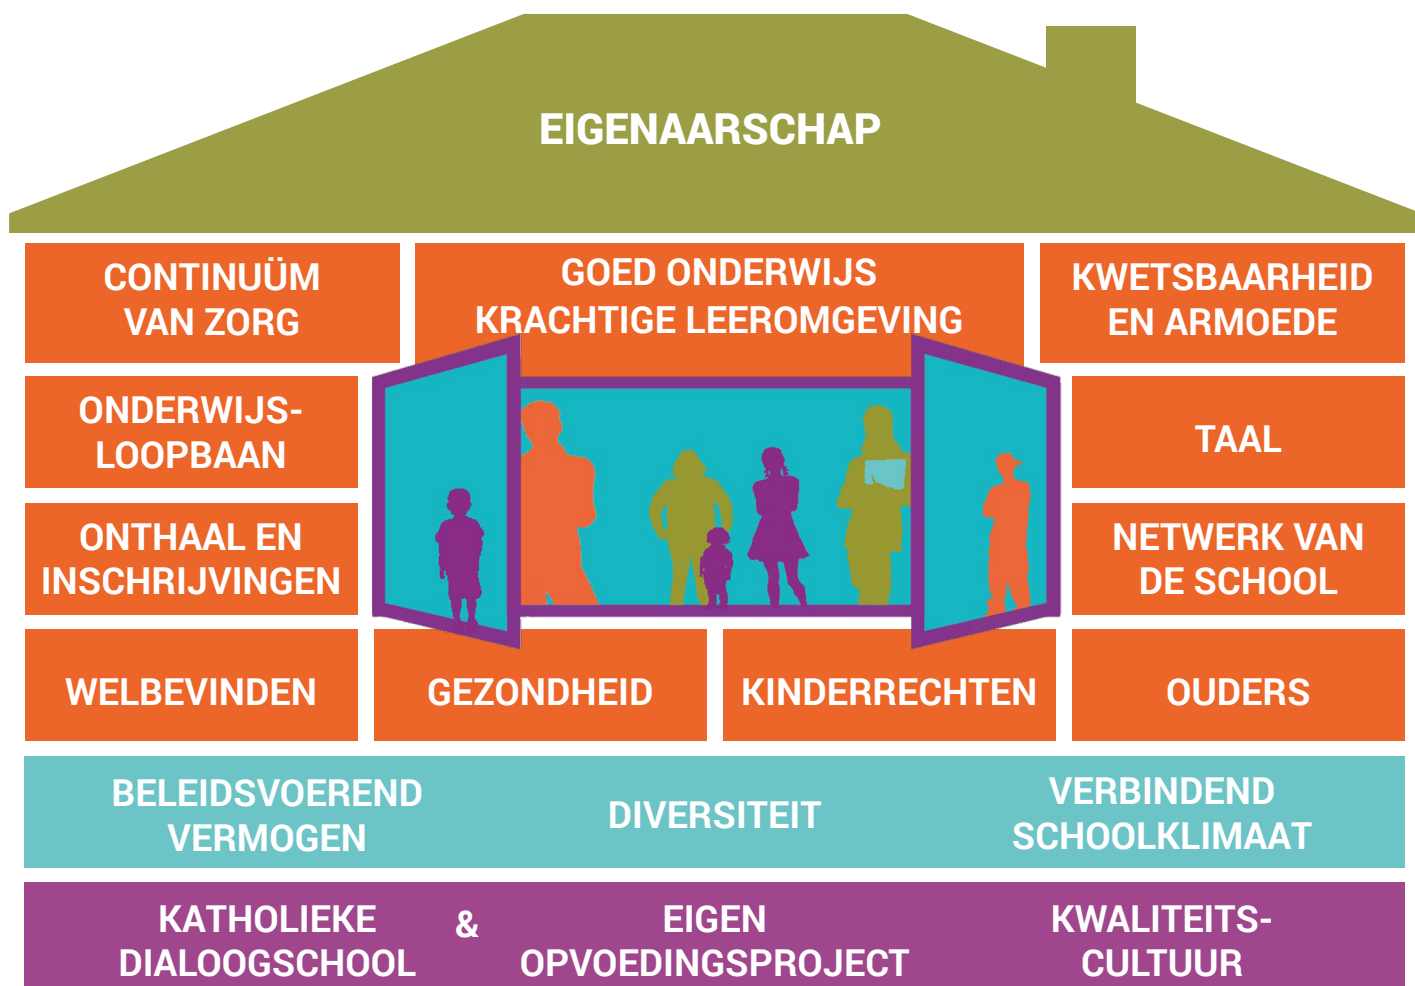 EIGENAARSCHAP
CONTINUÜM
VAN ZORG
GOED ONDERWIJS
KRACHTIGE LEEROMGEVING
KWETSBAARHEID
EN ARMOEDE
ONDERWIJS-
LOOPBAAN
TAAL
ONTHAAL EN
INSCHRIJVINGEN
NETWERK VAN
DE SCHOOL
WELBEVINDEN
GEZONDHEID
KINDERRECHTEN
OUDERS
BELEIDSVOEREND
VERMOGEN
DIVERSITEIT
VERBINDEND
SCHOOLKLIMAAT
KATHOLIEKE
DIALOOGSCHOOL
&
EIGEN
OPVOEDINGSPROJECT
KWALITEITS-
CULTUUR